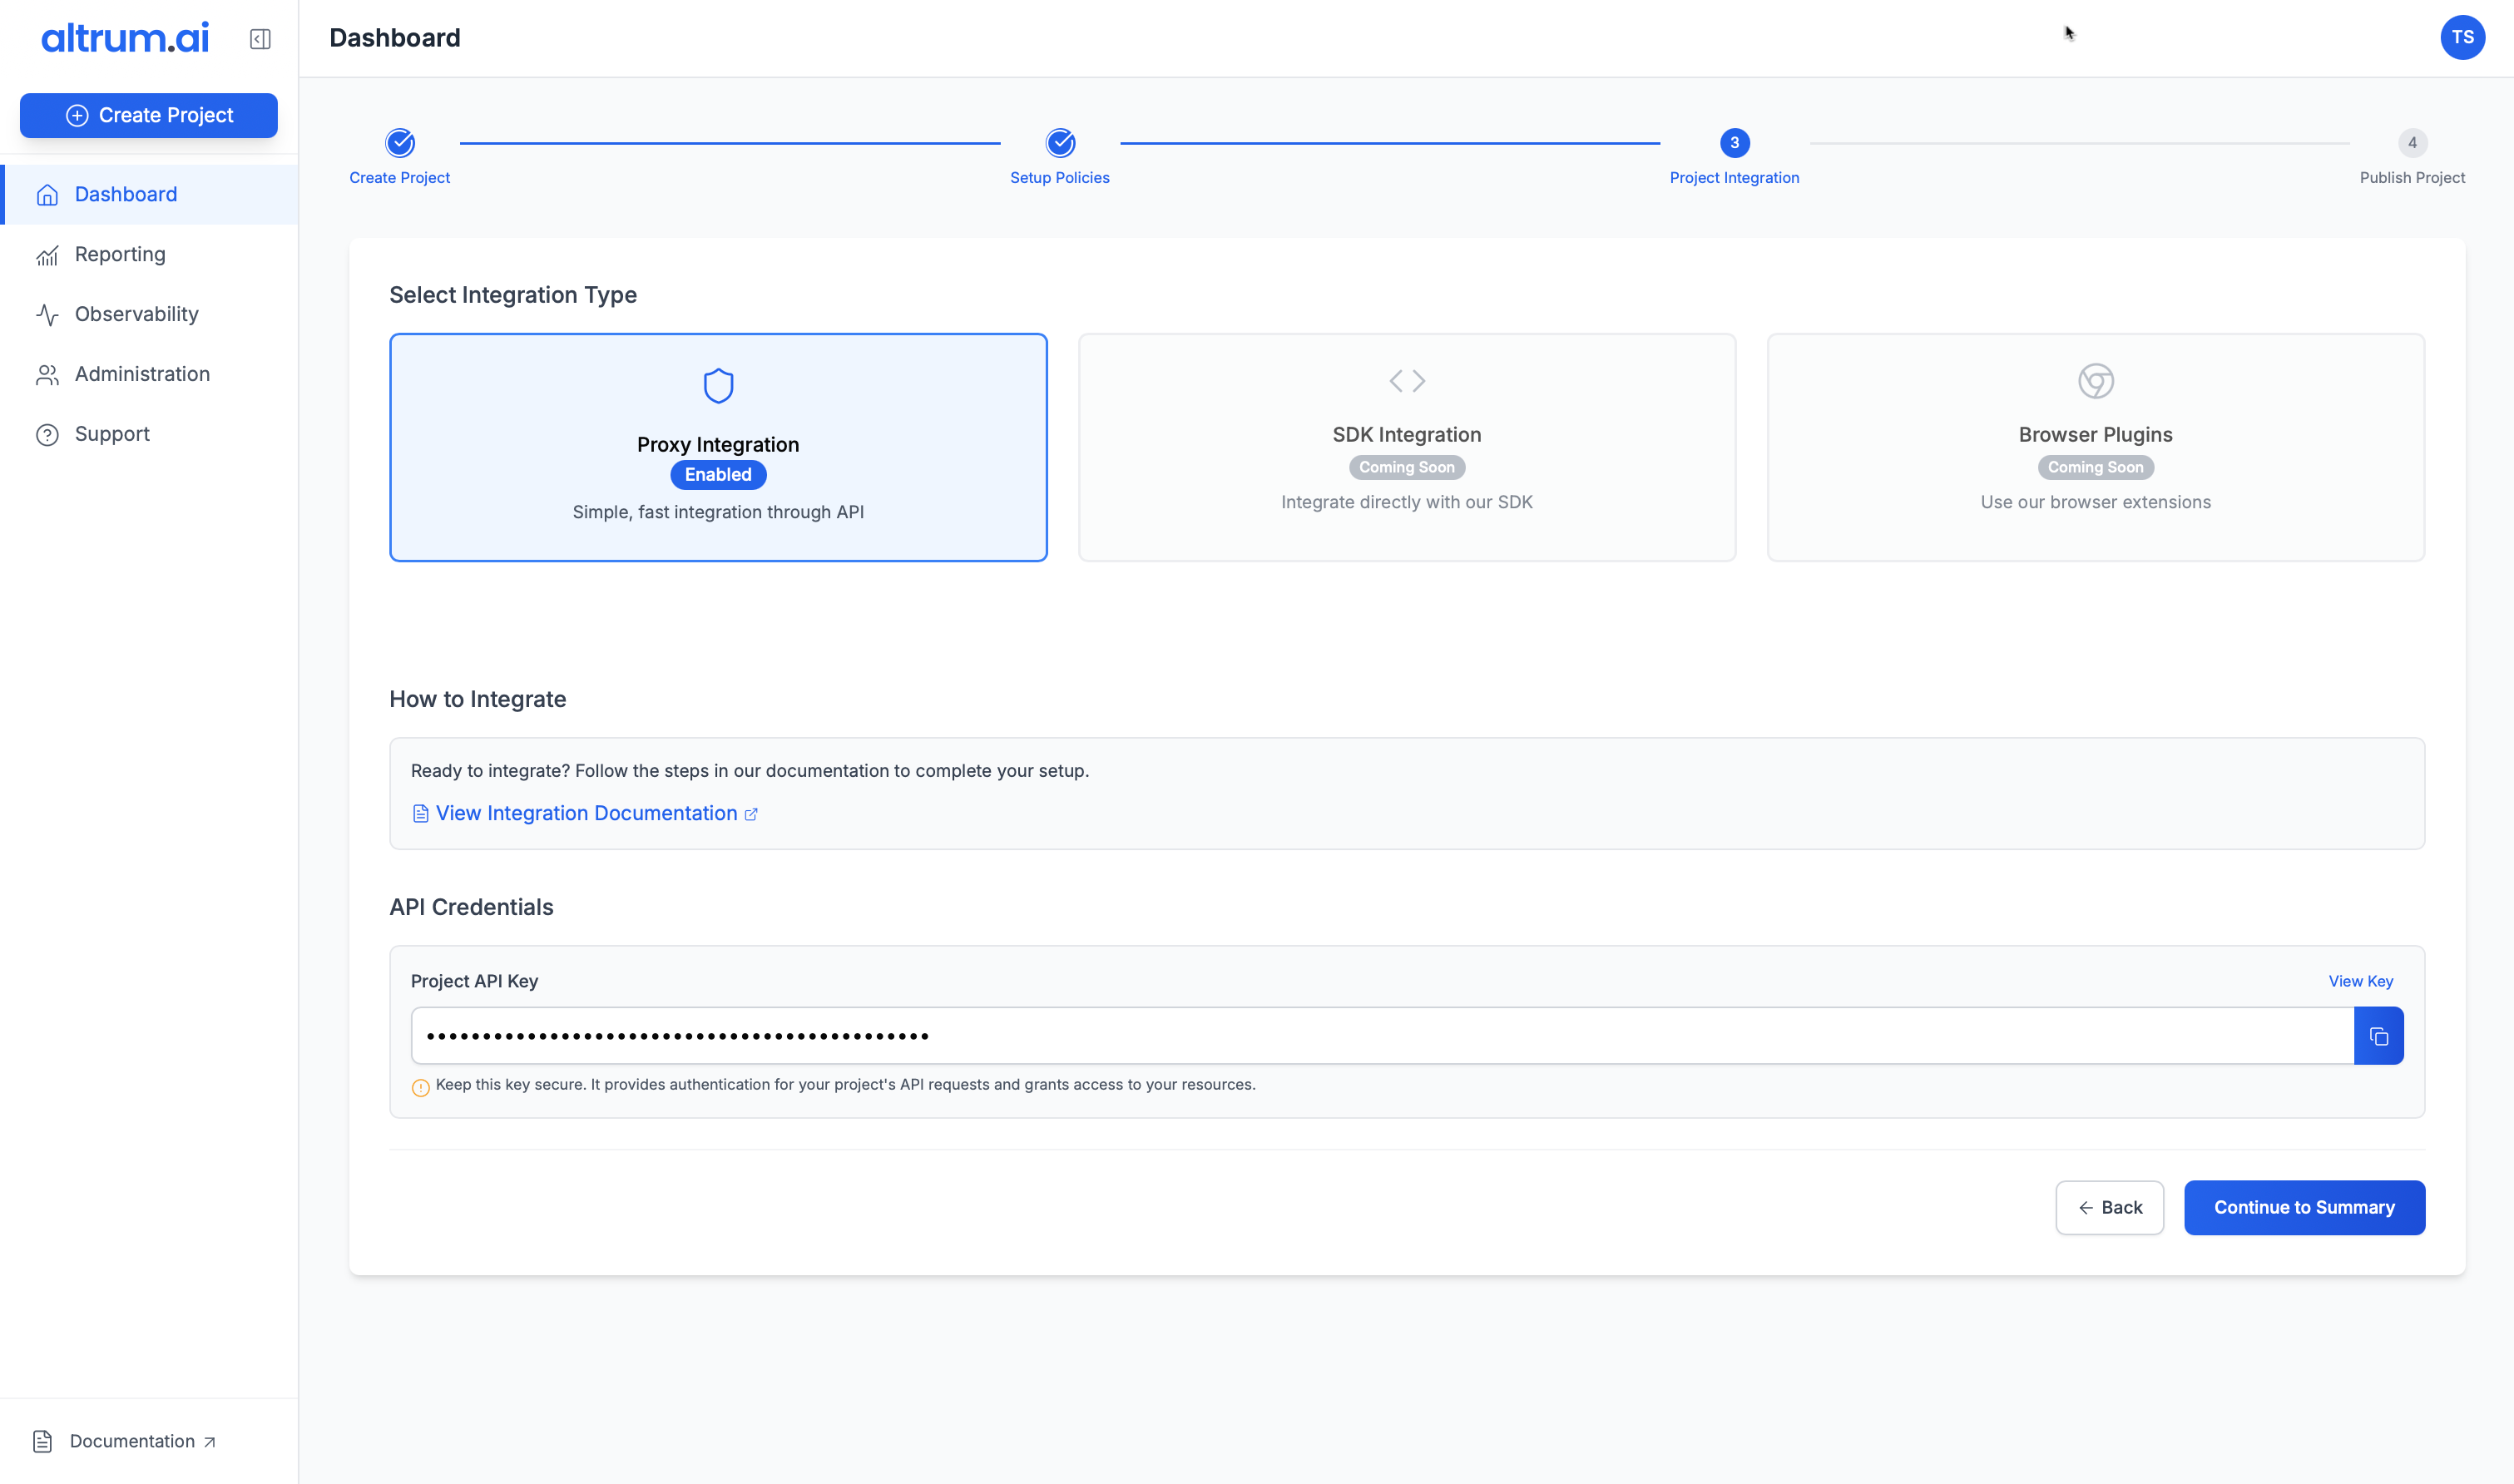 altrum.ai
Create Project
Dashboard
Reporting
Observability
Administration
Support
Documentation
Dashboard
TS
Create Project
Setup Policies
3
Project Integration
4
Publish Project
Select Integration Type
Proxy Integration
Enabled
Simple, fast integration through API
SDK Integration
Coming Soon
Integrate directly with our SDK
Browser Plugins
Coming Soon
Use our browser extensions
How to Integrate
Ready to integrate? Follow the steps in our documentation to complete your setup.
View Integration Documentation
API Credentials
Project API Key
View Key
•••••••••••••••••••••••••••••••••••••••••••••
Keep this key secure. It provides authentication for your project's API requests and grants access to your resources.
Back
Continue to Summary